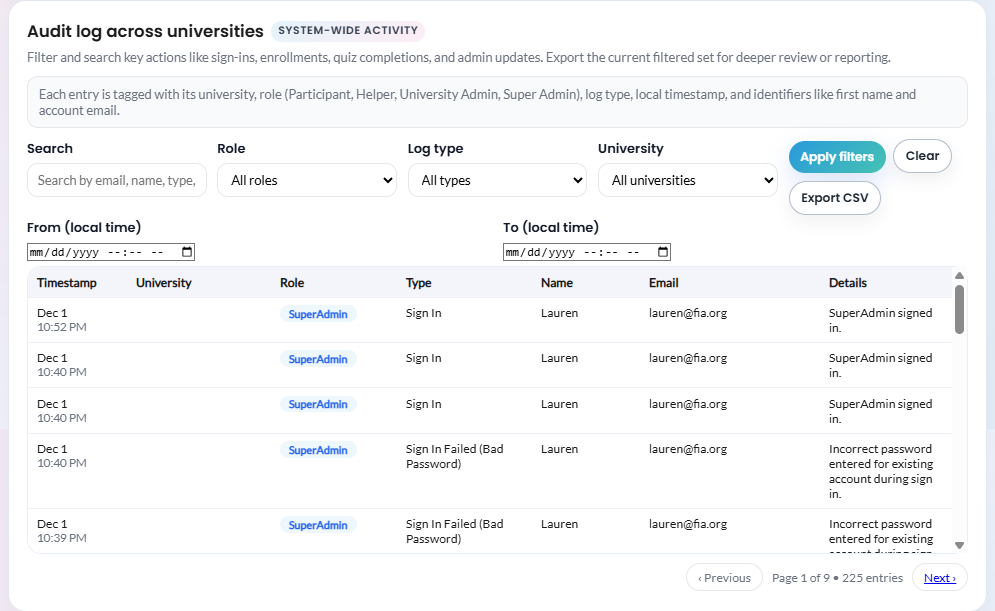 Audit log across universities SYSTEM-WIDE ACTIVITY
Filter and search key actions like sign-ins, enrollments, quiz completions, and admin updates. Export the current filtered set for deeper review or reporting.
Each entry is tagged with its university, role (Participant, Helper, University Admin, Super Admin), log type, local timestamp, and identifiers like first name and
account email.
Search Role Log type University
Search by email, name, type, All roles All types All universities Apply filters Clear
Export CSV
From (local time) To (local time)
mm/dd/yyyy --:-- -- mm/dd/yyyy --:-- --
Timestamp University Role Type Name Email Details
Dec 1 SuperAdmin Sign In Lauren lauren@fia.org SuperAdmin signed
10:52 PM in.
Dec 1 SuperAdmin Sign In Lauren lauren@fia.org SuperAdmin signed
10:40 PM in.
Dec 1 SuperAdmin Sign In Lauren lauren@fia.org SuperAdmin signed
10:40 PM in.
Dec 1 SuperAdmin Sign In Failed (Bad Lauren lauren@fia.org Incorrect password
10:40 PM Password) entered for existing
account during sign
in.
Dec 1 SuperAdmin Sign In Failed (Bad Lauren lauren@fia.org Incorrect password
10:39 PM Password) entered for existing
account during sign
‹ Previous Page 1 of 9 • 225 entries Next ›